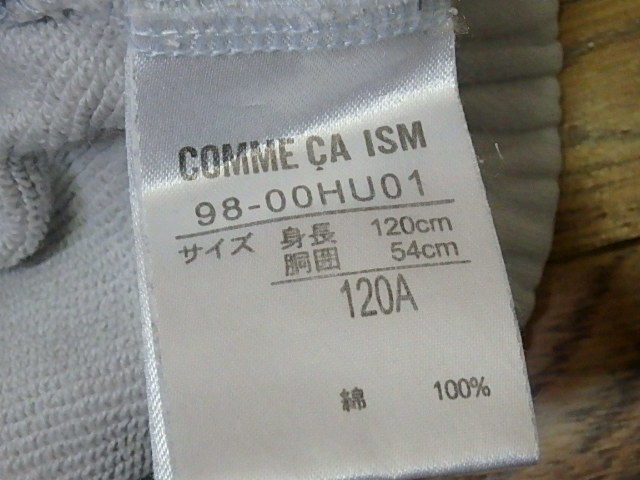 COMME ÇA ISM
98-00HU01
サイズ 身長 120cm
胴囲 54cm
120A
綿 100%